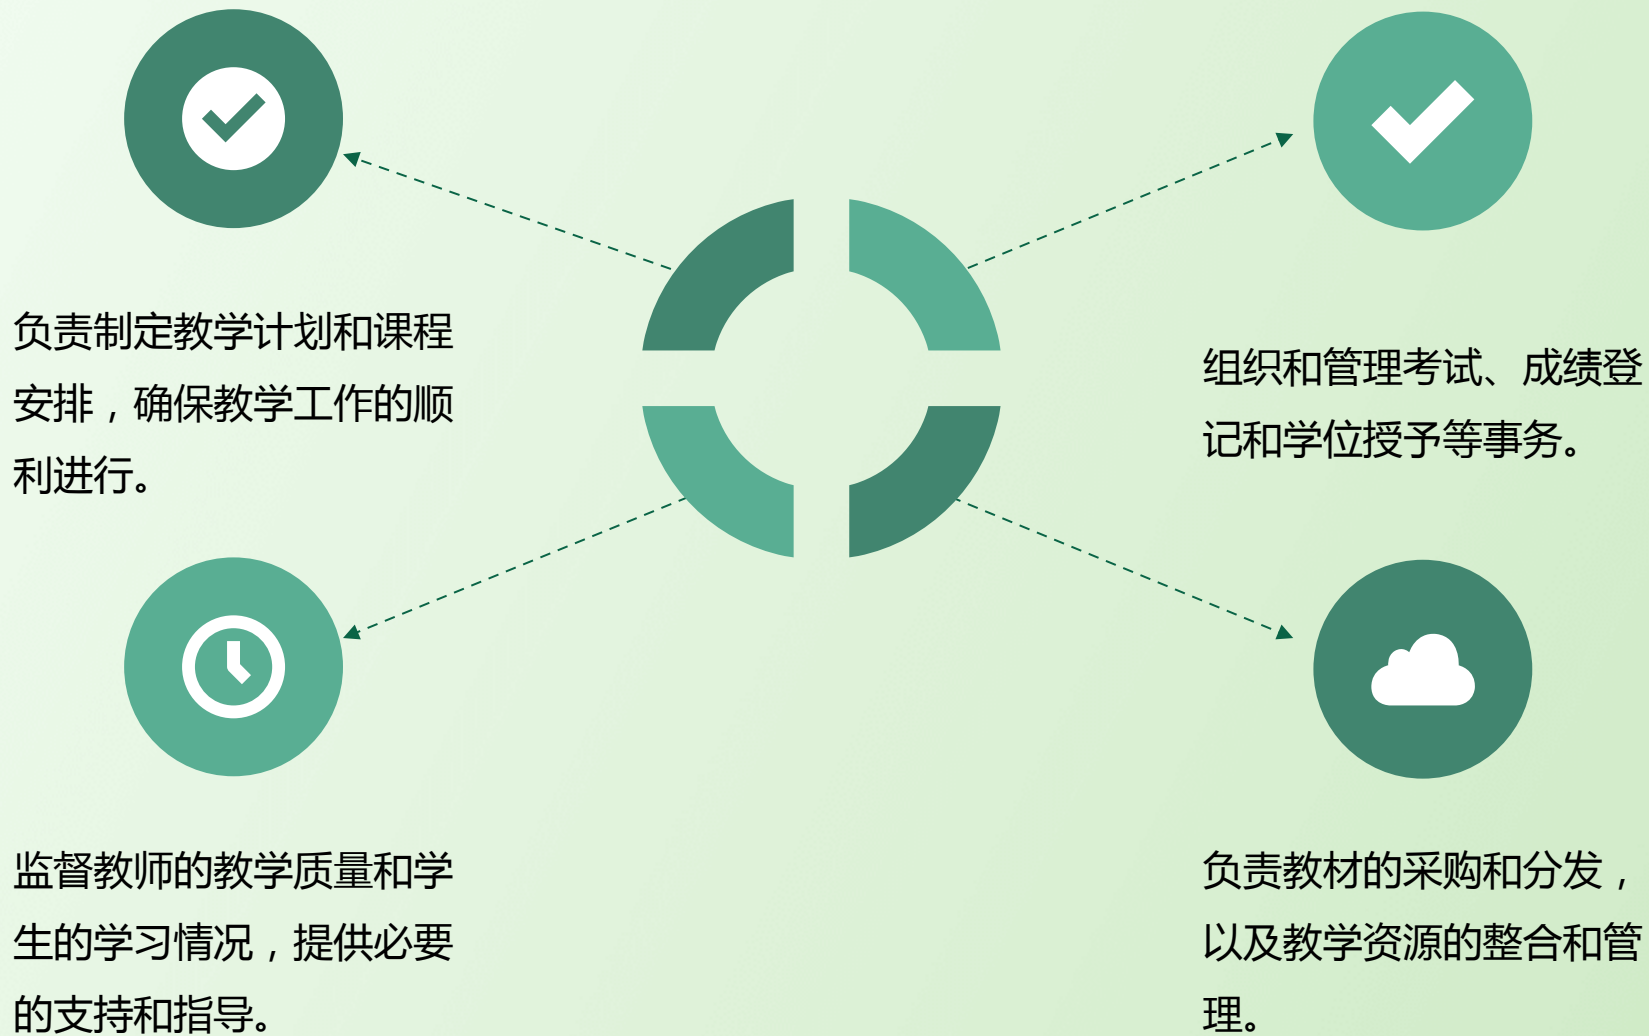 负责制定教学计划和课程
安排，确保教学工作的顺
利进行。
组织和管理考试、成绩登
记和学位授予等事务。
监督教师的教学质量和学
生的学习情况，提供必要
的支持和指导。
负责教材的采购和分发，
以及教学资源的整合和管
理。